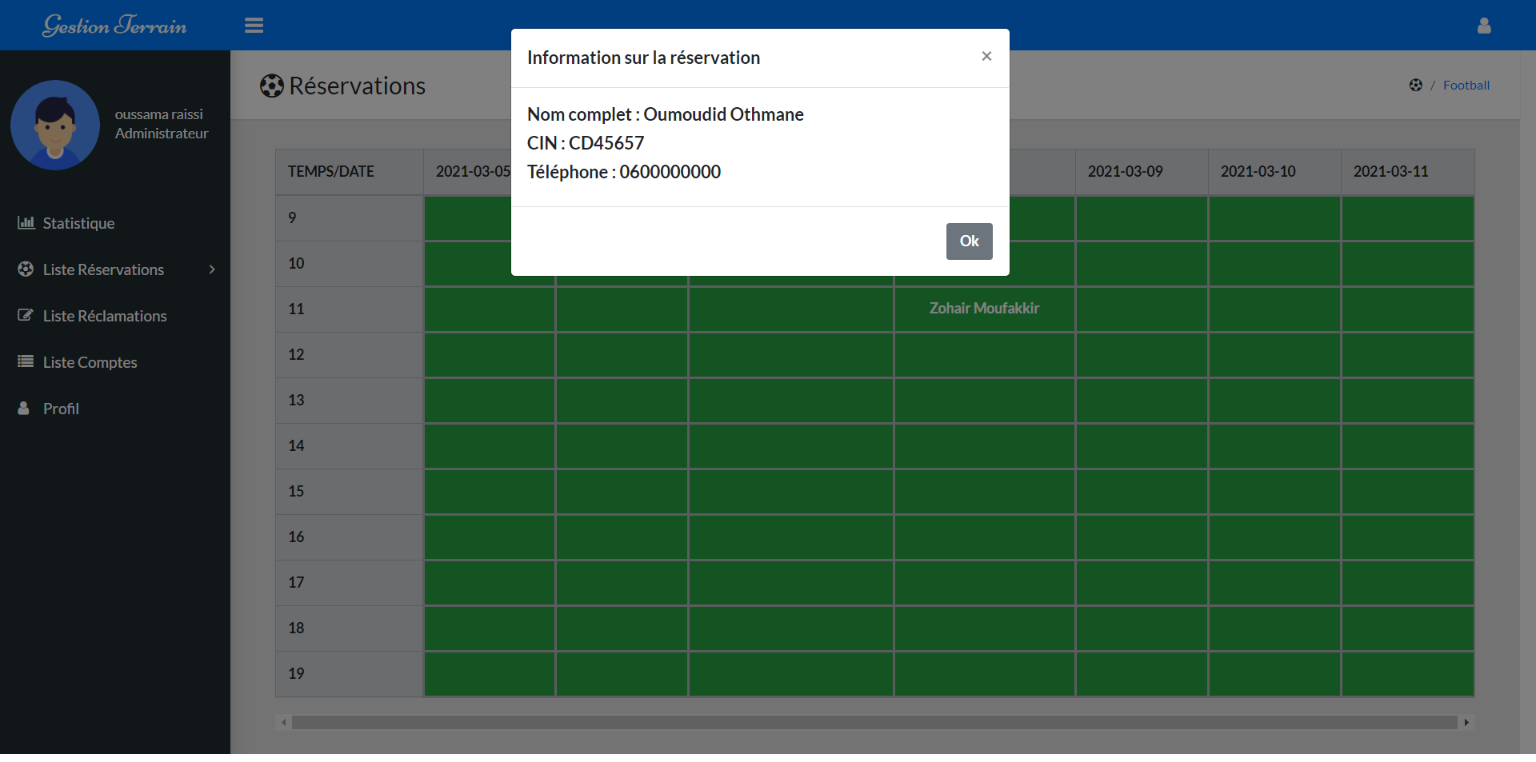 Gestion Terrain
Information sur la réservation ×
Nom complet : Oumoudid Othmane
CIN : CD45657
Téléphone : 0600000000
Ok
oussama raissi
Administrateur
Statistique
Liste Réservations
Liste Réclamations
Liste Comptes
Profil
Réservations
/ Football
TEMPS/DATE 2021-03-05 2021-03-09 2021-03-10 2021-03-11
9
10
11 Zohair Moufakkir
12
13
14
15
16
17
18
19